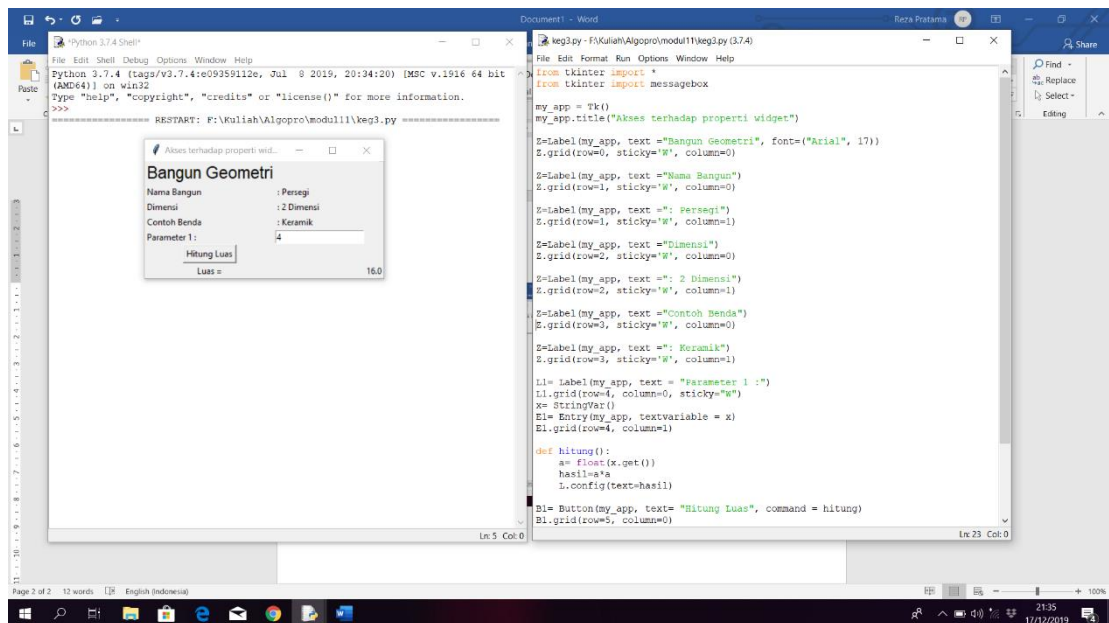 Document1 - Word
Reza Pratama
RP
File
Share
Paste
Find
Replace
Select
Editing
*Python 3.7.4 Shell*
File Edit Shell Debug Options Window Help
Python 3.7.4 (tags/v3.7.4:e09359112e, Jul 8 2019, 20:34:20) [MSC v.1916 64 bit
(AMD64)] on win32
Type "help", "copyright", "credits" or "license()" for more information.
>>>
================= RESTART: F:\Kuliah\Algopro\modul11\keg3.py =================
Akses terhadap properti wid...
Bangun Geometri
Nama Bangun : Persegi
Dimensi : 2 Dimensi
Contoh Benda : Keramik
Parameter 1 : 4
Hitung Luas
Luas = 16.0
Ln: 5 Col: 0
keg3.py - F:\Kuliah\Algopro\modul11\keg3.py (3.7.4)
File Edit Format Run Options Window Help
from tkinter import *
from tkinter import messagebox
my_app = Tk()
my_app.title("Akses terhadap properti widget")
Z=Label(my_app, text ="Bangun Geometri", font=("Arial", 17))
Z.grid(row=0, sticky='W', column=0)
Z=Label(my_app, text ="Nama Bangun")
Z.grid(row=1, sticky='W', column=0)
Z=Label(my_app, text =": Persegi")
Z.grid(row=1, sticky='W', column=1)
Z=Label(my_app, text ="Dimensi")
Z.grid(row=2, sticky='W', column=0)
Z=Label(my_app, text =": 2 Dimensi")
Z.grid(row=2, sticky='W', column=1)
Z=Label(my_app, text ="Contoh Benda")
Z.grid(row=3, sticky='W', column=0)
Z=Label(my_app, text =": Keramik")
Z.grid(row=3, sticky='W', column=1)
L1= Label(my_app, text = "Parameter 1 :")
L1.grid(row=4, column=0, sticky="W")
x= StringVar()
E1= Entry(my_app, textvariable = x)
E1.grid(row=4, column=1)
def hitung():
    a= float(x.get())
    hasil=a*a
    L.config(text=hasil)
B1= Button(my_app, text= "Hitung Luas", command = hitung)
B1.grid(row=5, column=0)
Ln: 23 Col: 0
Page 2 of 2 12 words English (Indonesia)
100%
21:35
17/12/2019